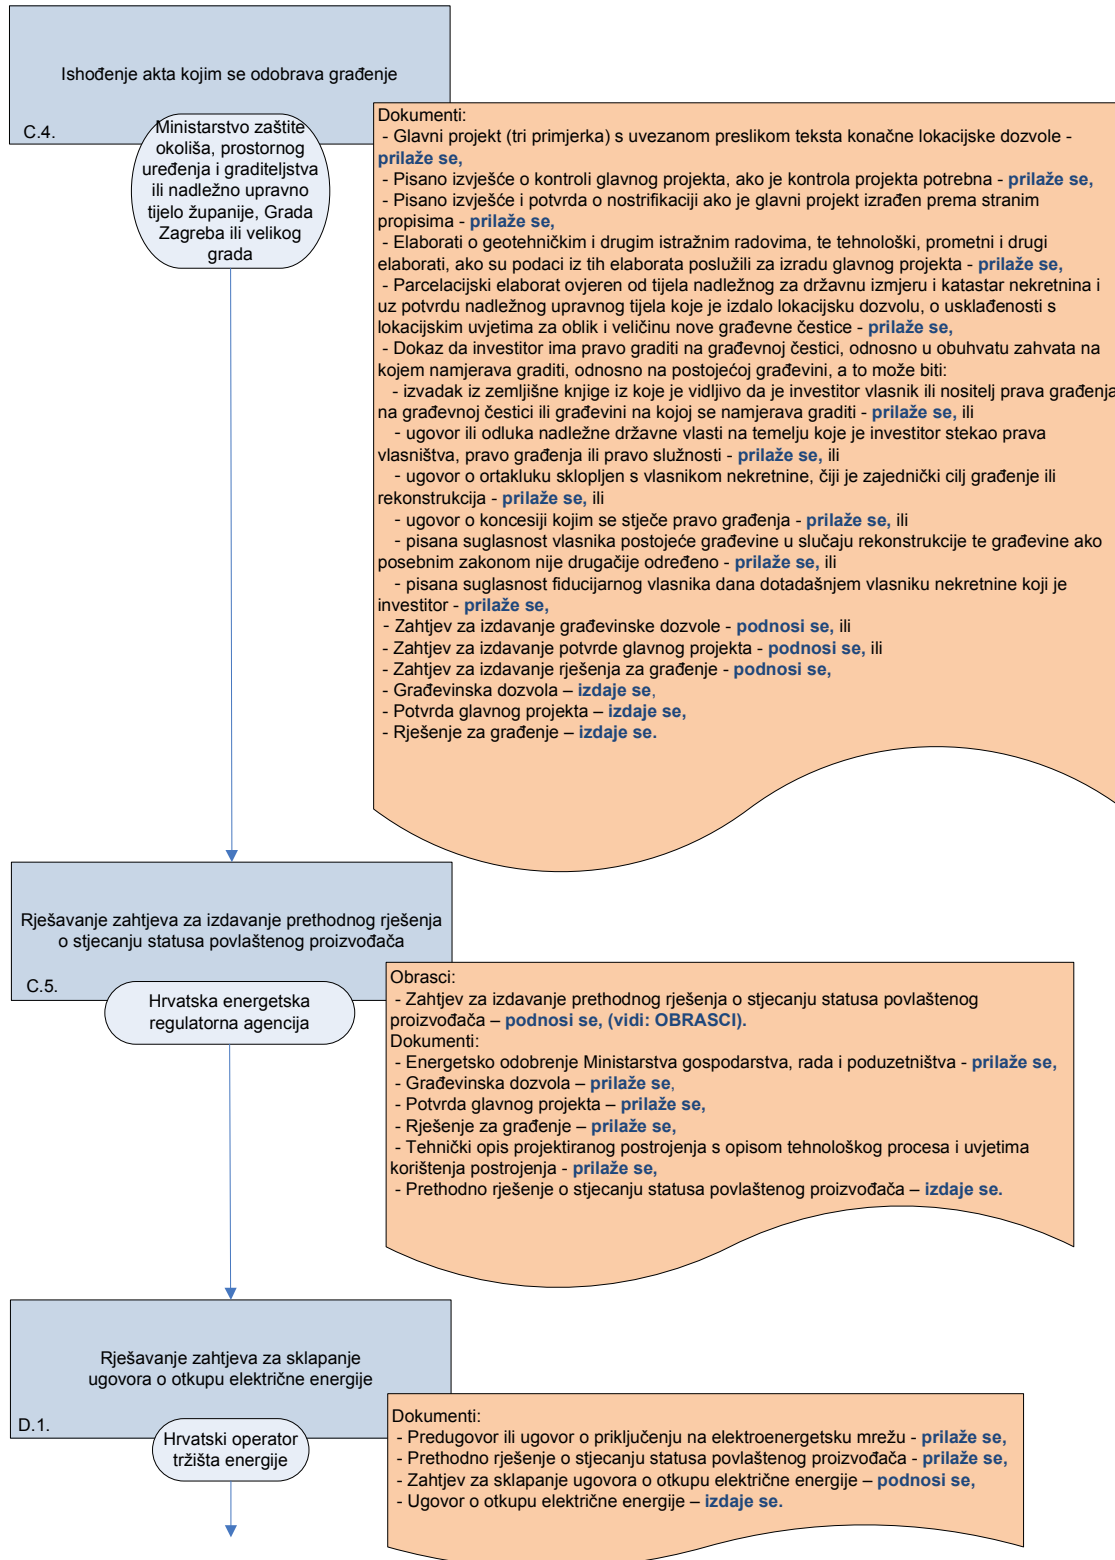 Ishođenje akta kojim se odobrava građenje
C.4.
Ministarstvo zaštite
okoliša, prostornog
uređenja i graditeljstva
ili nadležno upravno
tijelo županije, Grada
Zagreba ili velikog
grada
Dokumenti:
- Glavni projekt (tri primjerka) s uvezanom preslikom teksta konačne lokacijske dozvole -
prilaže se,
- Pisano izvješće o kontroli glavnog projekta, ako je kontrola projekta potrebna - prilaže se,
- Pisano izvješće i potvrda o nostrifikaciji ako je glavni projekt izrađen prema stranim
propisima - prilaže se,
- Elaborati o geotehničkim i drugim istražnim radovima, te tehnološki, prometni i drugi
elaborati, ako su podaci iz tih elaborata poslužili za izradu glavnog projekta - prilaže se,
- Parcelacijski elaborat ovjeren od tijela nadležnog za državnu izmjeru i katastar nekretnina i
uz potvrdu nadležnog upravnog tijela koje je izdalo lokacijsku dozvolu, o usklađenosti s
lokacijskim uvjetima za oblik i veličinu nove građevne čestice - prilaže se,
- Dokaz da investitor ima pravo graditi na građevnoj čestici, odnosno u obuhvatu zahvata na
kojem namjerava graditi, odnosno na postojećoj građevini, a to može biti:
- izvadak iz zemljišne knjige iz koje je vidljivo da je investitor vlasnik ili nositelj prava građenja
na građevnoj čestici ili građevini na kojoj se namjerava graditi - prilaže se, ili
- ugovor ili odluka nadležne državne vlasti na temelju koje je investitor stekao prava
vlasništva, pravo građenja ili pravo služnosti - prilaže se, ili
- ugovor o ortakluku sklopljen s vlasnikom nekretnine, čiji je zajednički cilj građenje ili
rekonstrukcija - prilaže se, ili
- ugovor o koncesiji kojim se stječe pravo građenja - prilaže se, ili
- pisana suglasnost vlasnika postojeće građevine u slučaju rekonstrukcije te građevine ako
posebnim zakonom nije drugačije određeno - prilaže se, ili
- pisana suglasnost fiducijarnog vlasnika dana dotadašnjem vlasniku nekretnine koji je
investitor - prilaže se,
- Zahtjev za izdavanje građevinske dozvole - podnosi se, ili
- Zahtjev za izdavanje potvrde glavnog projekta - podnosi se, ili
- Zahtjev za izdavanje rješenja za građenje - podnosi se,
- Građevinska dozvola – izdaje se,
- Potvrda glavnog projekta – izdaje se,
- Rješenje za građenje – izdaje se.
Rješavanje zahtjeva za izdavanje prethodnog rješenja
o stjecanju statusa povlaštenog proizvođača
C.5.
Hrvatska energetska
regulatorna agencija
Obrasci:
- Zahtjev za izdavanje prethodnog rješenja o stjecanju statusa povlaštenog
proizvođača – podnosi se, (vidi: OBRASCI).
Dokumenti:
- Energetsko odobrenje Ministarstva gospodarstva, rada i poduzetništva - prilaže se,
- Građevinska dozvola – prilaže se,
- Potvrda glavnog projekta – prilaže se,
- Rješenje za građenje – prilaže se,
- Tehnički opis projektiranog postrojenja s opisom tehnološkog procesa i uvjetima
korištenja postrojenja - prilaže se,
- Prethodno rješenje o stjecanju statusa povlaštenog proizvođača – izdaje se.
Rješavanje zahtjeva za sklapanje
ugovora o otkupu električne energije
D.1.
Hrvatski operator
tržišta energije
Dokumenti:
- Predugovor ili ugovor o priključenju na elektroenergetsku mrežu - prilaže se,
- Prethodno rješenje o stjecanju statusa povlaštenog proizvođača - prilaže se,
- Zahtjev za sklapanje ugovora o otkupu električne energije – podnosi se,
- Ugovor o otkupu električne energije – izdaje se.